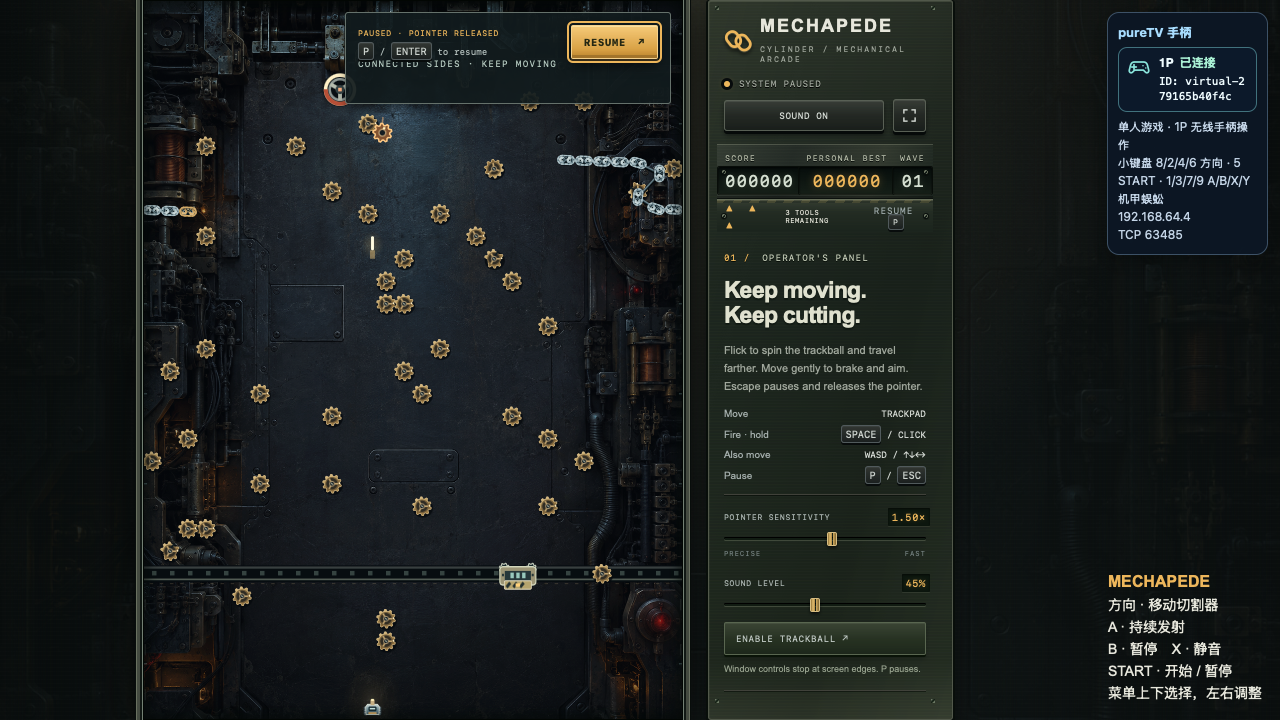 PAUSED · POINTER RELEASED
P / ENTER to resume
CONNECTED SIDES · KEEP MOVING
RESUME ↗
MECHAPEDE
CYLINDER / MECHANICAL
ARCADE
SYSTEM PAUSED
SOUND ON
SCORE PERSONAL BEST WAVE
000000 000000 01
3 TOOLS
REMAINING
RESUME
P
01 / OPERATOR'S PANEL
Keep moving.
Keep cutting.
Flick to spin the trackball and travel
farther. Move gently to brake and aim.
Escape pauses and releases the pointer.
Move TRACKPAD
Fire · hold SPACE / CLICK
Also move WASD / ↑↓←→
Pause P / ESC
POINTER SENSITIVITY 1.50×
PRECISE FAST
SOUND LEVEL 45%
ENABLE TRACKBALL ↗
Window controls stop at screen edges. P pauses.
pureTV 手柄
1P 已连接
ID: virtual-2
79165b40f4c
单人游戏 · 1P 无线手柄操
作
小键盘 8/2/4/6 方向 · 5
START · 1/3/7/9 A/B/X/Y
机甲蜈蚣
192.168.64.4
TCP 63485
MECHAPEDE
方向 · 移动切割器
A · 持续发射
B · 暂停 X · 静音
START · 开始 / 暂停
菜单上下选择，左右调整